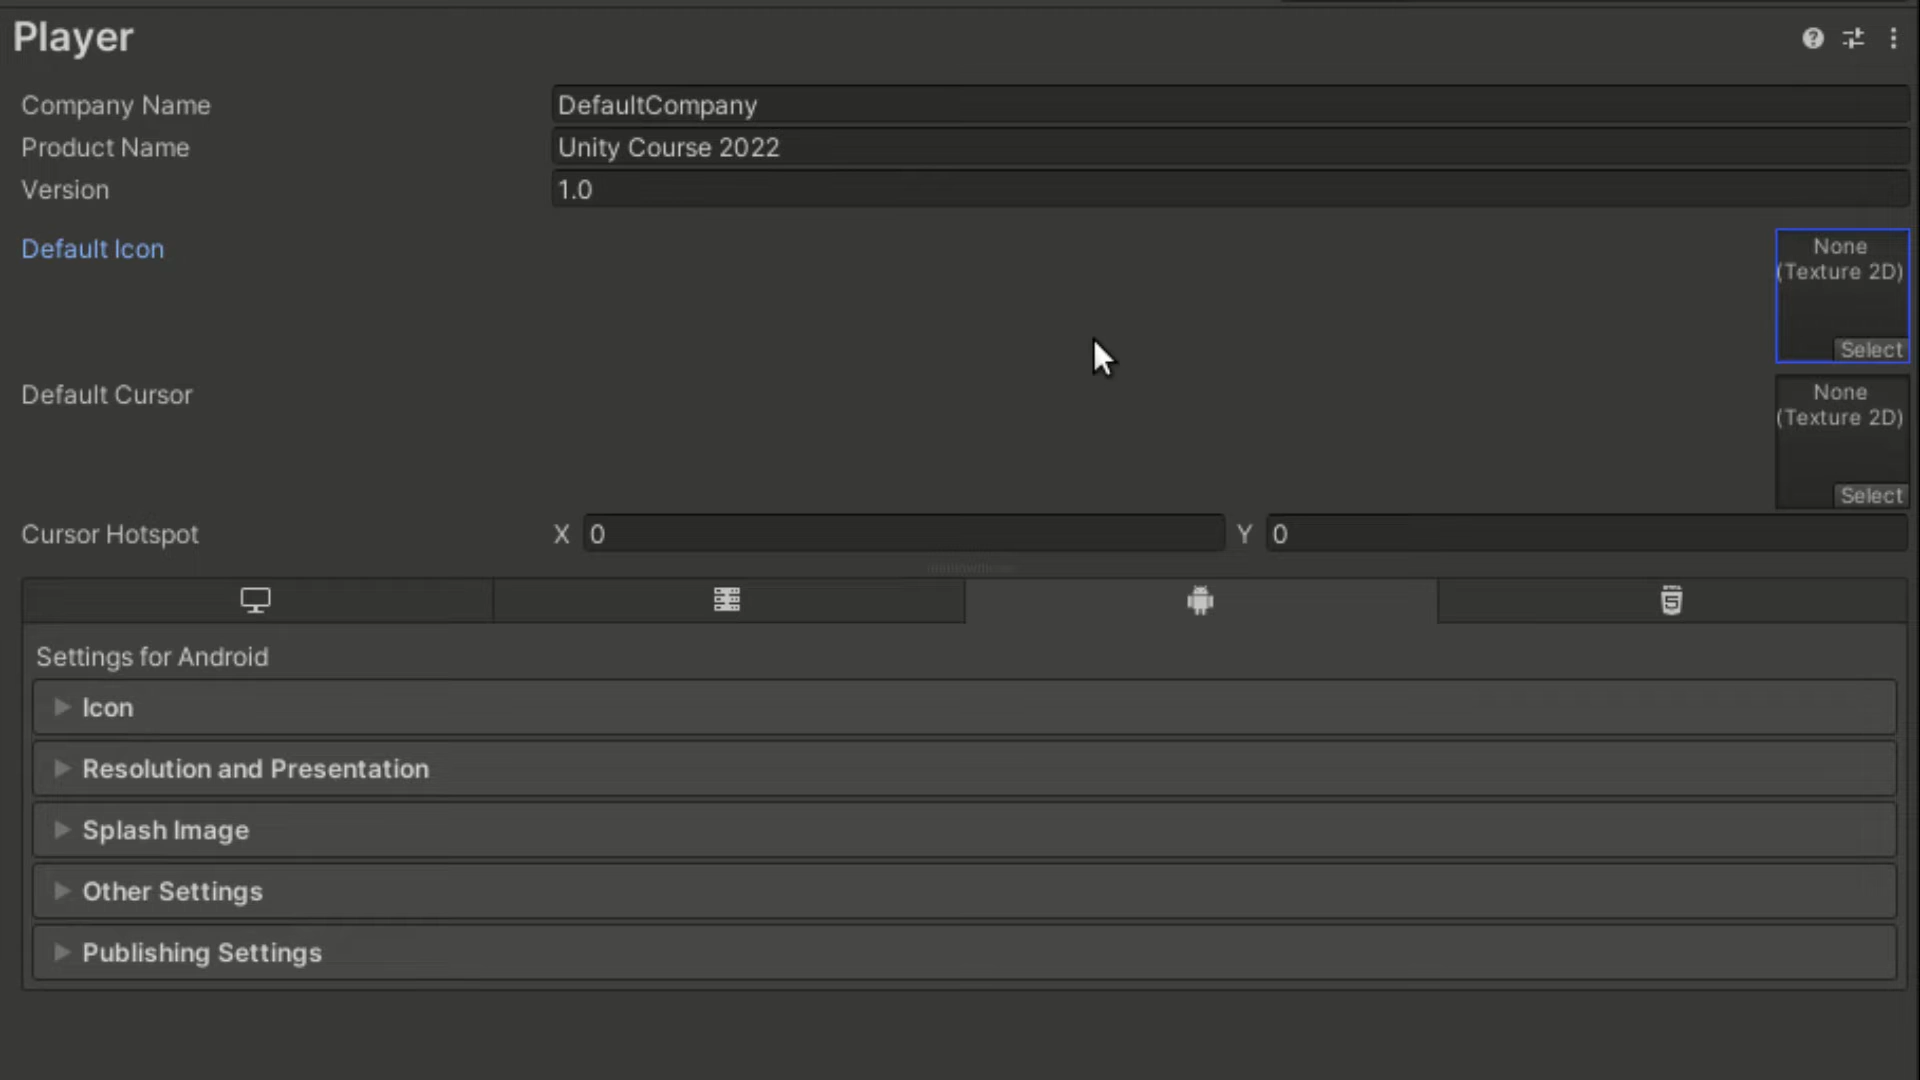 Player
Company Name DefaultCompany
Product Name Unity Course 2022
Version 1.0
Default Icon
None
(Texture 2D)
Select
Default Cursor
None
(Texture 2D)
Select
Cursor Hotspot X 0 Y 0
Settings for Android
Icon
Resolution and Presentation
Splash Image
Other Settings
Publishing Settings